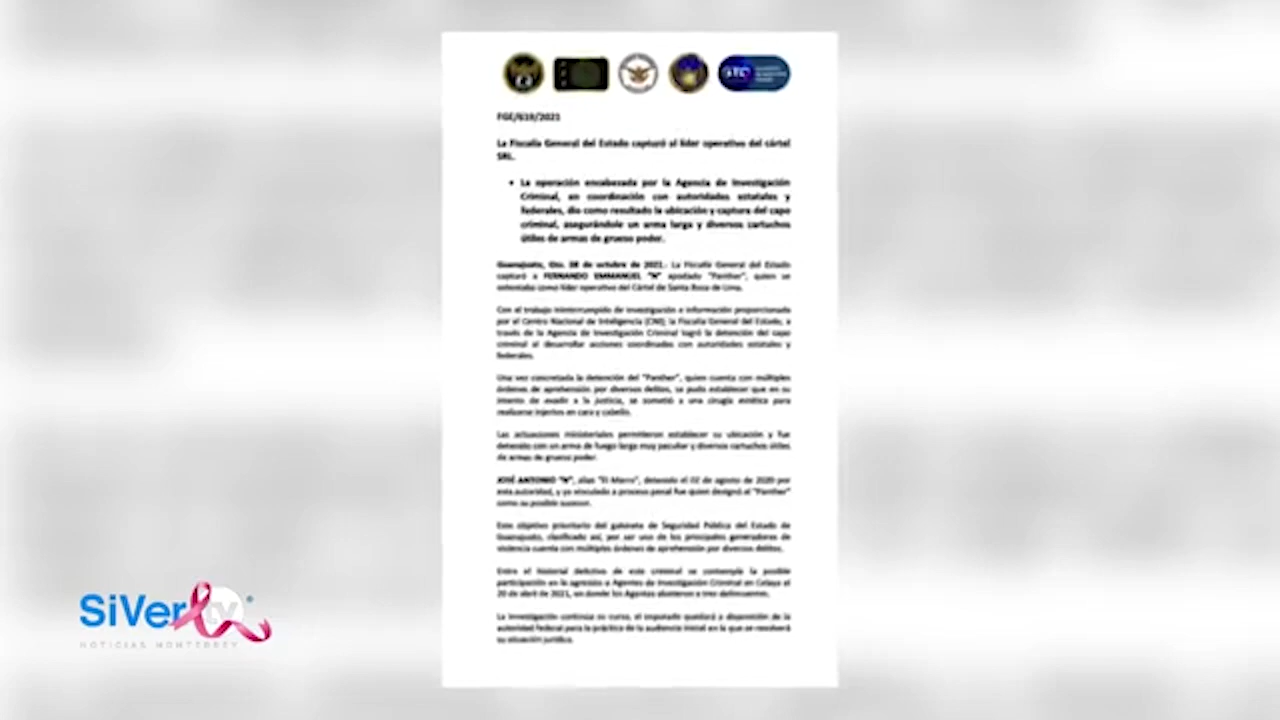 FGE/619/2021
La Fiscalía General del Estado capturó al líder operativo del cártel
SRL.
• La operación encabezada por la Agencia de Investigación
Criminal, en coordinación con autoridades estatales y
federales, dio como resultado la ubicación y captura del capo
criminal, asegurándole un arma larga y diversos cartuchos
útiles de armas de grueso poder.
Guanajuato, Gto. 08 de octubre de 2021.- La Fiscalía General del Estado
capturó a FERNANDO EMMANUEL "N" apodado "Panther", quien se
ostentaba como líder operativo del Cártel de Santa Rosa de Lima.
Con el trabajo ininterrumpido de investigación e información proporcionada
por el Centro Nacional de Inteligencia (CNI), la Fiscalía General del Estado, a
través de la Agencia de Investigación Criminal logró la detención del capo
criminal al desarrollar acciones coordinadas con autoridades estatales y
federales.
Una vez concretada la detención del "Panther", quien cuenta con múltiples
órdenes de aprehensión por diversos delitos, se pudo establecer que en su
intento de evadir a la justicia, se sometió a una cirugía estética para
realizarse injertos en cara y cabello.
Las actuaciones ministeriales permitieron establecer su ubicación y fue
detenido con un arma de fuego larga muy peculiar y diversos cartuchos útiles
de armas de grueso poder.
JOSÉ ANTONIO "N", alias "El Marro", detenido el 02 de agosto de 2020 por
esta autoridad, y ya vinculado a proceso penal fue quien designó al "Panther"
como su posible sucesor.
Este objetivo prioritario del gabinete de Seguridad Pública del Estado de
Guanajuato, clasificado así, por ser uno de los principales generadores de
violencia cuenta con múltiples órdenes de aprehensión por diversos delitos.
Entre el historial delictivo de este criminal se contempla la posible
participación en la agresión a Agentes de Investigación Criminal en Celaya el
20 de abril de 2021, en donde los Agentes abatieron a tres delincuentes.
La investigación continúa su curso, el imputado quedará a disposición de la
autoridad Federal para la práctica de la audiencia inicial en la que se resolverá
su situación jurídica.
SiVer tv
NOTICIAS MONTERREY